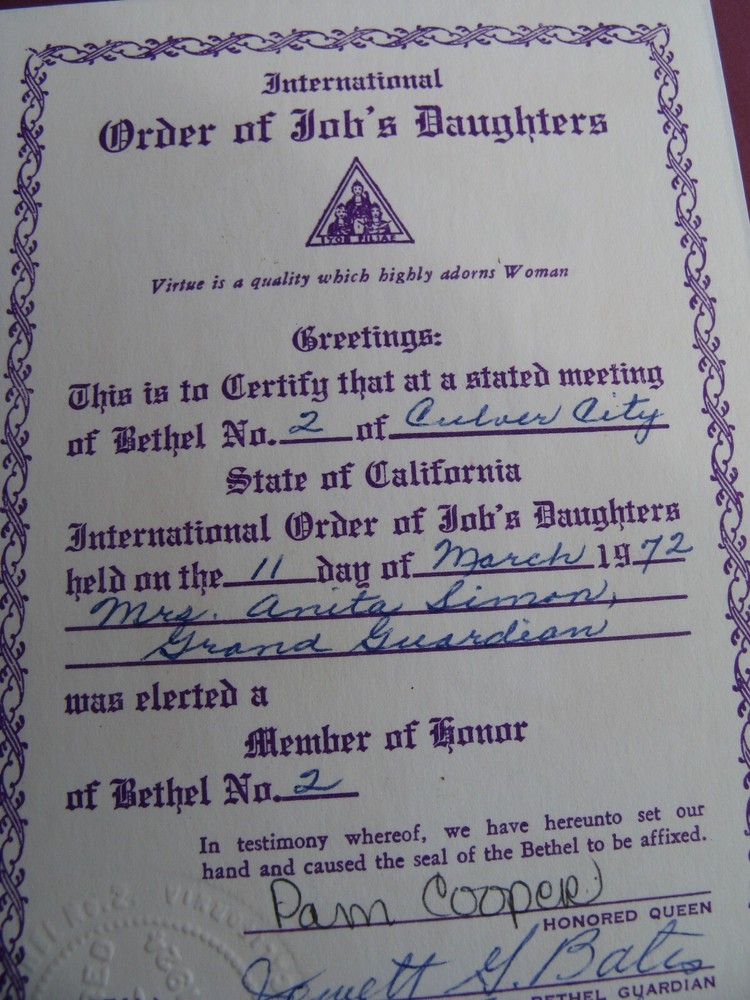 International
Order of Job's Daughters
IYOB FILIAE
Virtue is a quality which highly adorns Woman
Greetings:
This is to Certify that at a stated meeting
of Bethel No. 2 of Culver City
State of California
International Order of Job's Daughters
held on the 11 day of March 1972
Mrs. Anita Simon,
Grand Guardian
was elected a
Member of Honor
of Bethel No. 2
In testimony whereof, we have hereunto set our
hand and caused the seal of the Bethel to be affixed.
Pam Cooper
HONORED QUEEN
G. Bates
BETHEL GUARDIAN